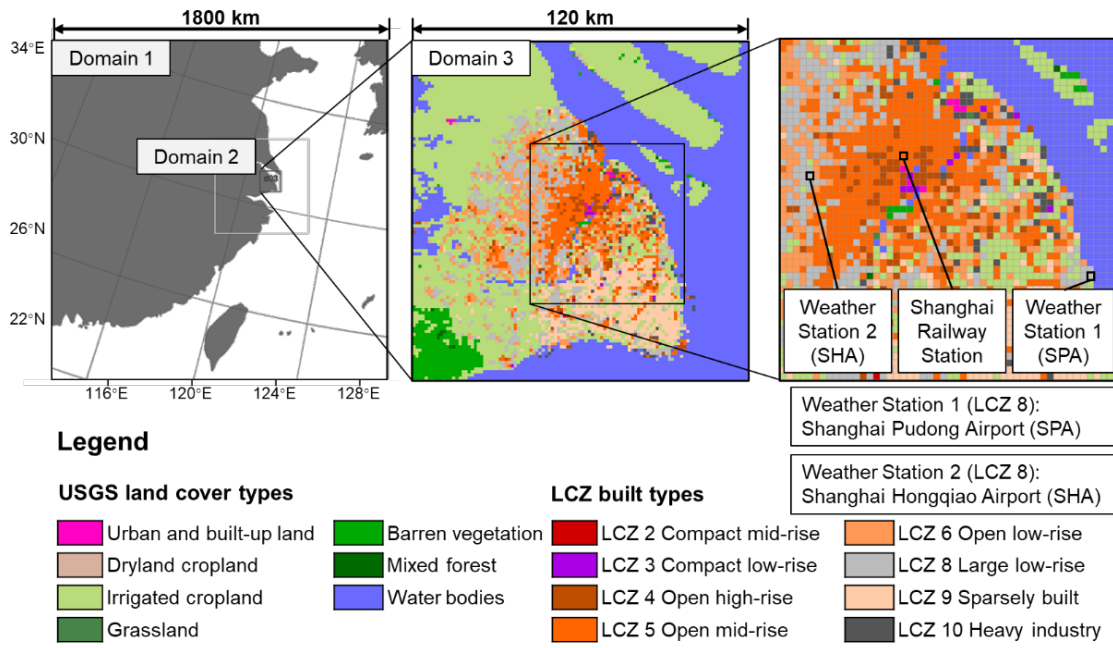 1800 km
120 km
34°N
30°N
26°N
22°N
Domain 1
Domain 2
Domain 3
116°E
120°E
124°E
128°E
Weather
Station 2
(SHA)
Shanghai
Railway
Station
Weather
Station 1
(SPA)
Weather Station 1 (LCZ 8):
Shanghai Pudong Airport (SPA)
Weather Station 2 (LCZ 8):
Shanghai Hongqiao Airport (SHA)
Legend
USGS land cover types
Urban and built-up land
Dryland cropland
Irrigated cropland
Grassland
Barren vegetation
Mixed forest
Water bodies
LCZ built types
LCZ 2 Compact mid-rise
LCZ 3 Compact low-rise
LCZ 4 Open high-rise
LCZ 5 Open mid-rise
LCZ 6 Open low-rise
LCZ 8 Large low-rise
LCZ 9 Sparsely built
LCZ 10 Heavy industry